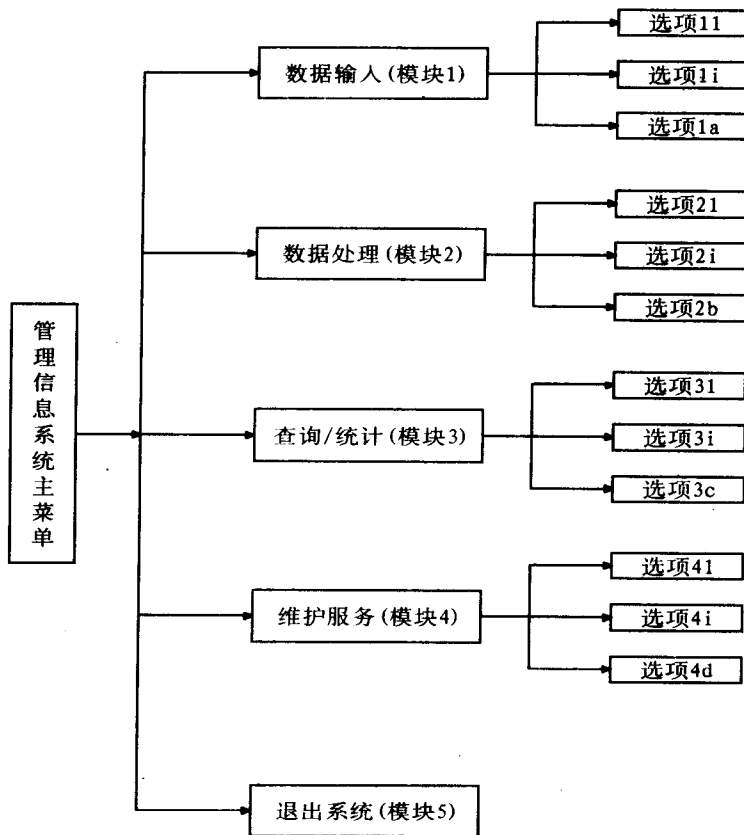 管理信息系统主菜单
数据输人(模块1)
选项11
选项1i
选项1a
数据处理(模块2)
选项21
选项2i
选项2b
查询/统计(模块3)
选项31
选项3i
选项3c
维护服务(模块4)
选项41
选项4i
选项4d
退出系统(模块5)